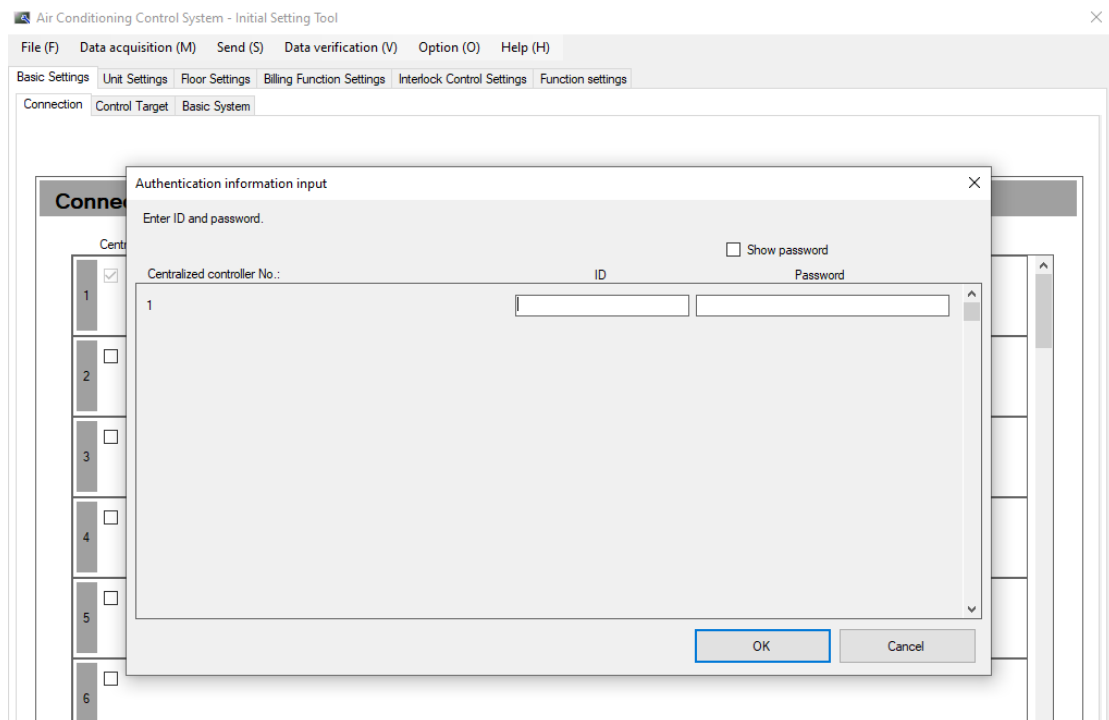 Air Conditioning Control System - Initial Setting Tool
File (F) Data acquisition (M) Send (S) Data verification (V) Option (O) Help (H)
Basic Settings Unit Settings Floor Settings Billing Function Settings Interlock Control Settings Function settings
Connection Control Target Basic System
Authentication information input
Connec
Enter ID and password.
Centr
Show password
Centralized controller No.: ID Password
1
1
2
3
4
5
OK Cancel
6